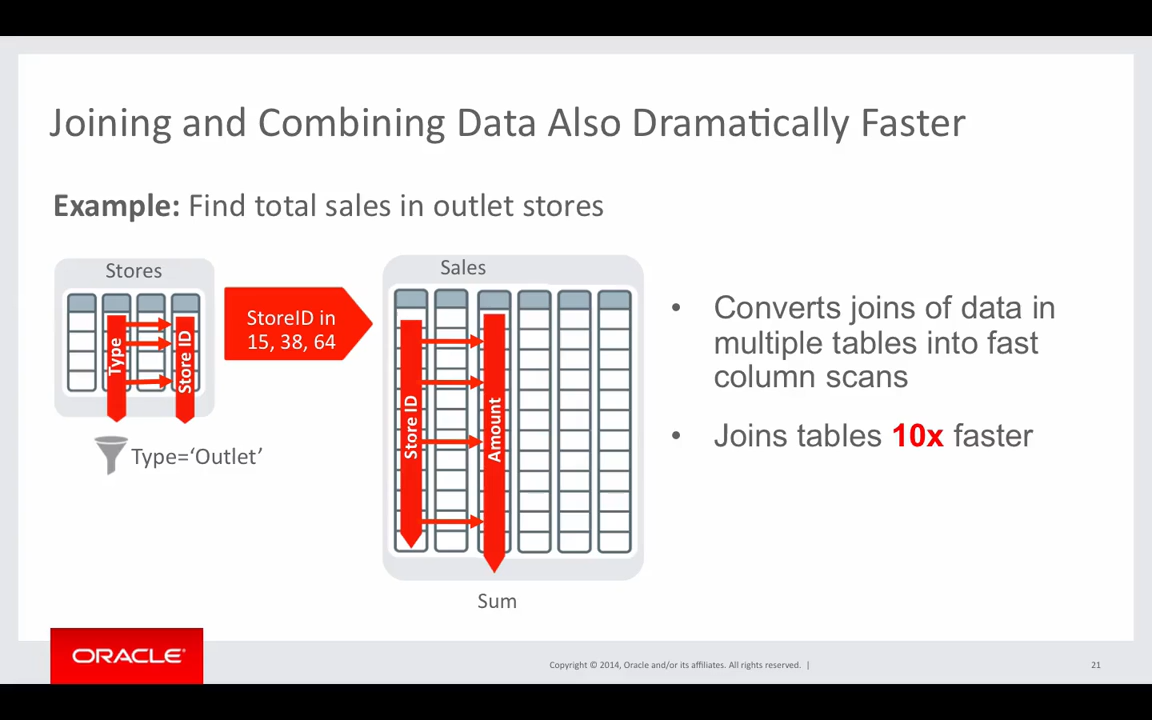 Joining and Combining Data Also Dramatically Faster
Example: Find total sales in outlet stores
Stores
Type
Store ID
Type=‘Outlet’
StoreID in
15, 38, 64
Sales
Store ID
Amount
Sum
• Converts joins of data in
multiple tables into fast
column scans
• Joins tables 10x faster
ORACLE®
Copyright © 2014, Oracle and/or its affiliates. All rights reserved. |
21